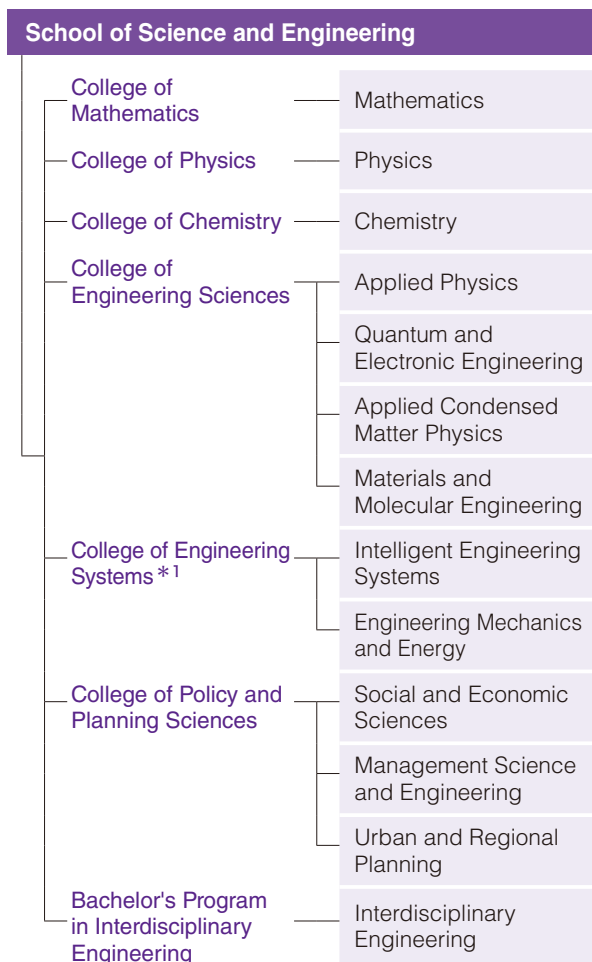 School of Science and Engineering
College of
Mathematics
Mathematics
College of Physics
Physics
College of Chemistry
Chemistry
College of
Engineering Sciences
Applied Physics
Quantum and
Electronic Engineering
Applied Condensed
Matter Physics
Materials and
Molecular Engineering
College of Engineering
Systems*1
Intelligent Engineering
Systems
Engineering Mechanics
and Energy
College of Policy and
Planning Sciences
Social and Economic
Sciences
Management Science
and Engineering
Urban and Regional
Planning
Bachelor's Program
in Interdisciplinary
Engineering
Interdisciplinary
Engineering